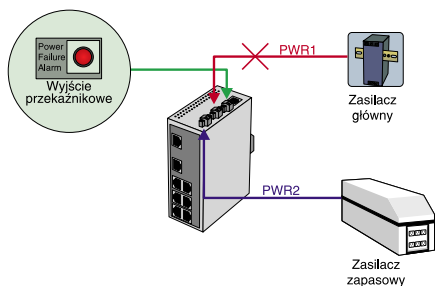 Power
Failure
Alarm
Wyjście
przekaźnikowe
PWR1
Zasilacz
główny
PWR2
Zasilacz
zapasowy